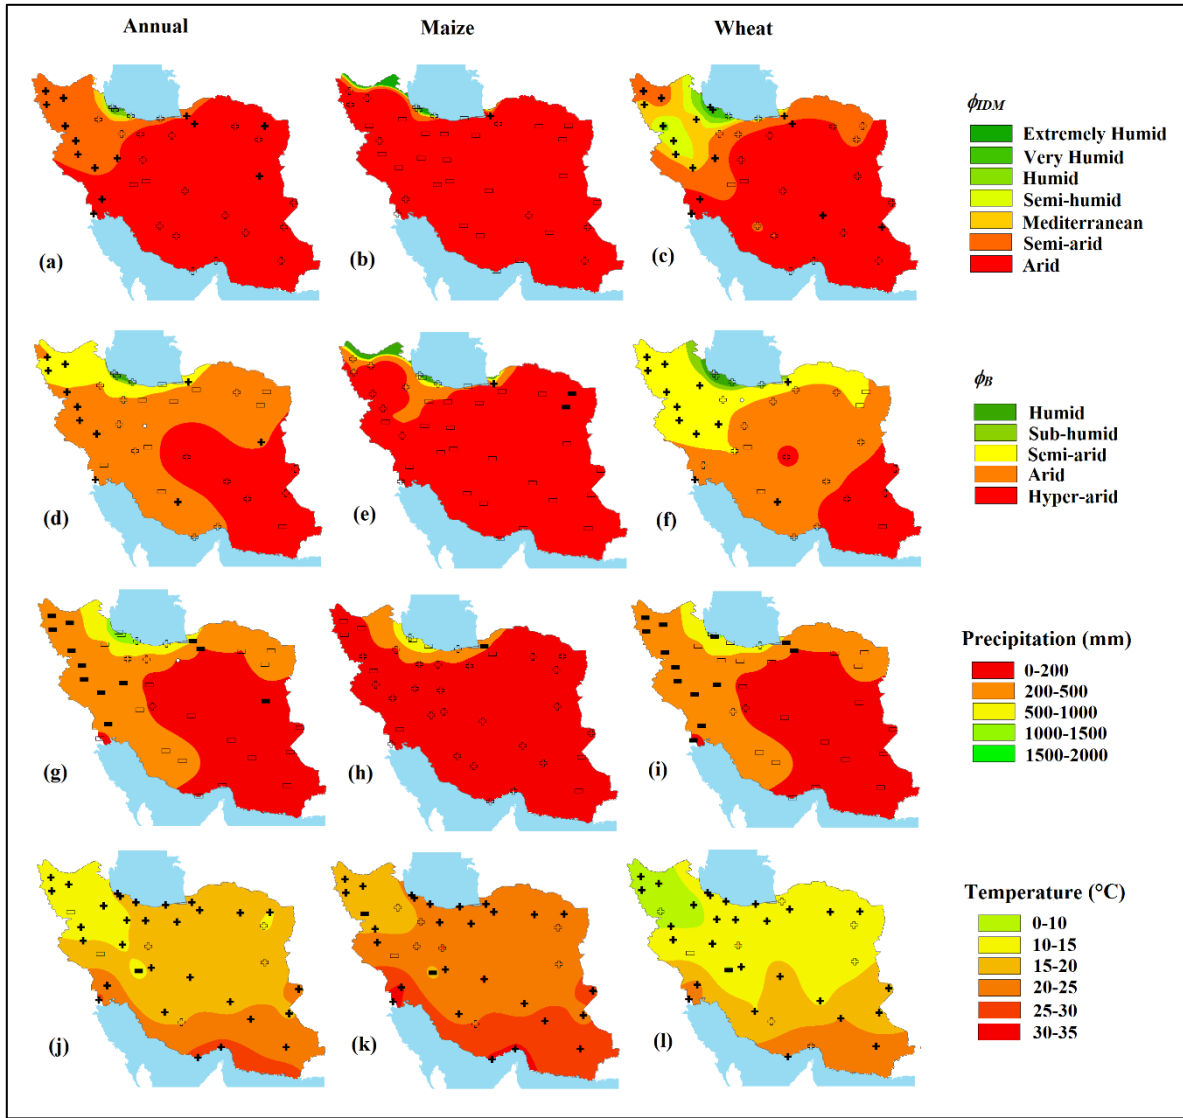 Annual Maize Wheat
(a) (b) (c)
ϕIDM
Extremely Humid
Very Humid
Humid
Semi-humid
Mediterranean
Semi-arid
Arid
(d) (e) (f)
ϕB
Humid
Sub-humid
Semi-arid
Arid
Hyper-arid
(g) (h) (i)
Precipitation (mm)
0-200
200-500
500-1000
1000-1500
1500-2000
(j) (k) (l)
Temperature (°C)
0-10
10-15
15-20
20-25
25-30
30-35